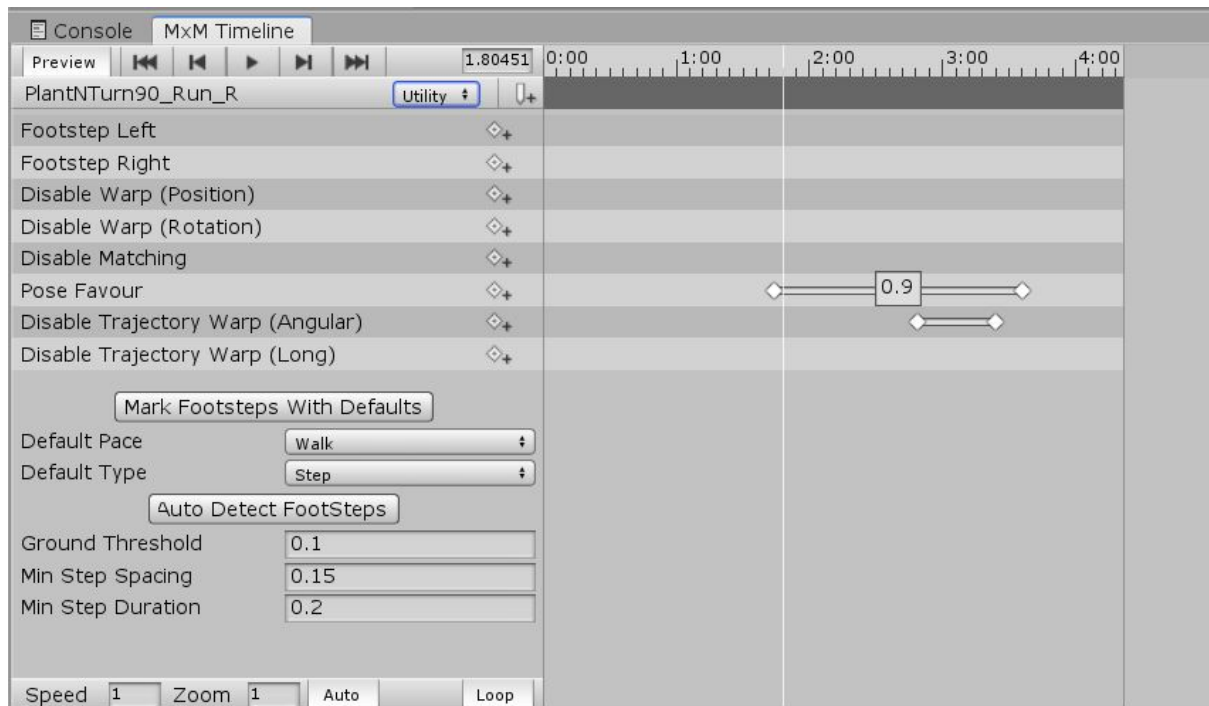 Console MxM Timeline
Preview 1.80451 0:00 1:00 2:00 3:00 4:00
PlantNTurn90_Run_R Utility
Footstep Left
Footstep Right
Disable Warp (Position)
Disable Warp (Rotation)
Disable Matching
Pose Favour 0.9
Disable Trajectory Warp (Angular)
Disable Trajectory Warp (Long)
Mark Footsteps With Defaults
Default Pace Walk
Default Type Step
Auto Detect FootSteps
Ground Threshold 0.1
Min Step Spacing 0.15
Min Step Duration 0.2
Speed 1 Zoom 1 Auto Loop